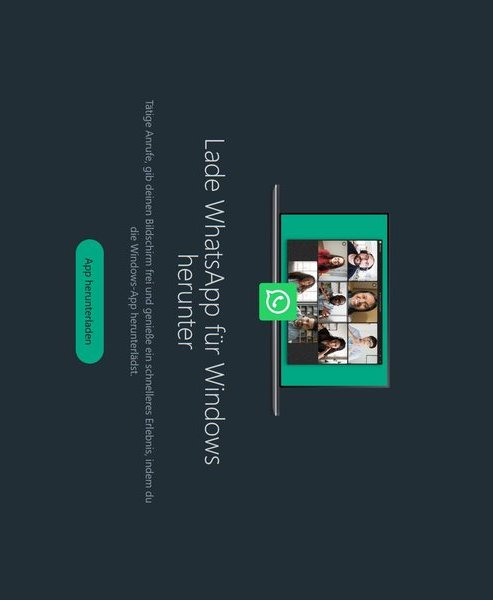 Lade WhatsApp für Windows
herunter
Tätige Anrufe, gib deinen Bildschirm frei und genieße ein schnelleres Erlebnis, indem du
die Windows-App herunterlädst.
App herunterladen